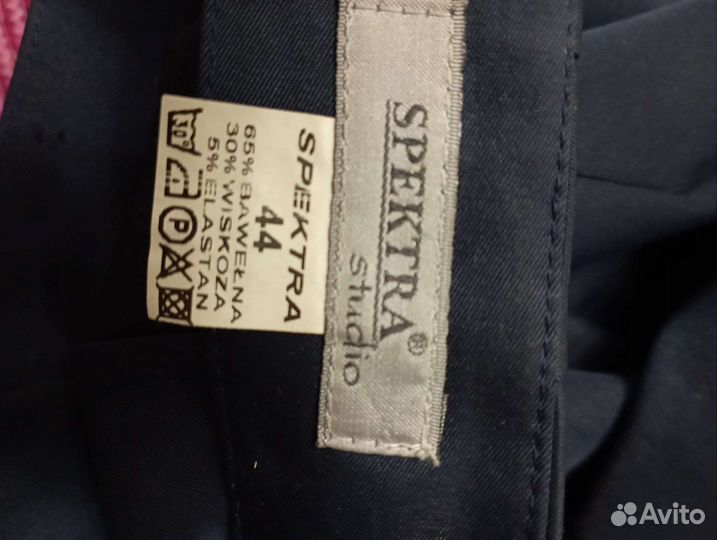 SPEKTRA
44
65% BAWEŁNA
30% WISKOZA
5% ELASTAN
P
SPEKTRA®
studio
Avito